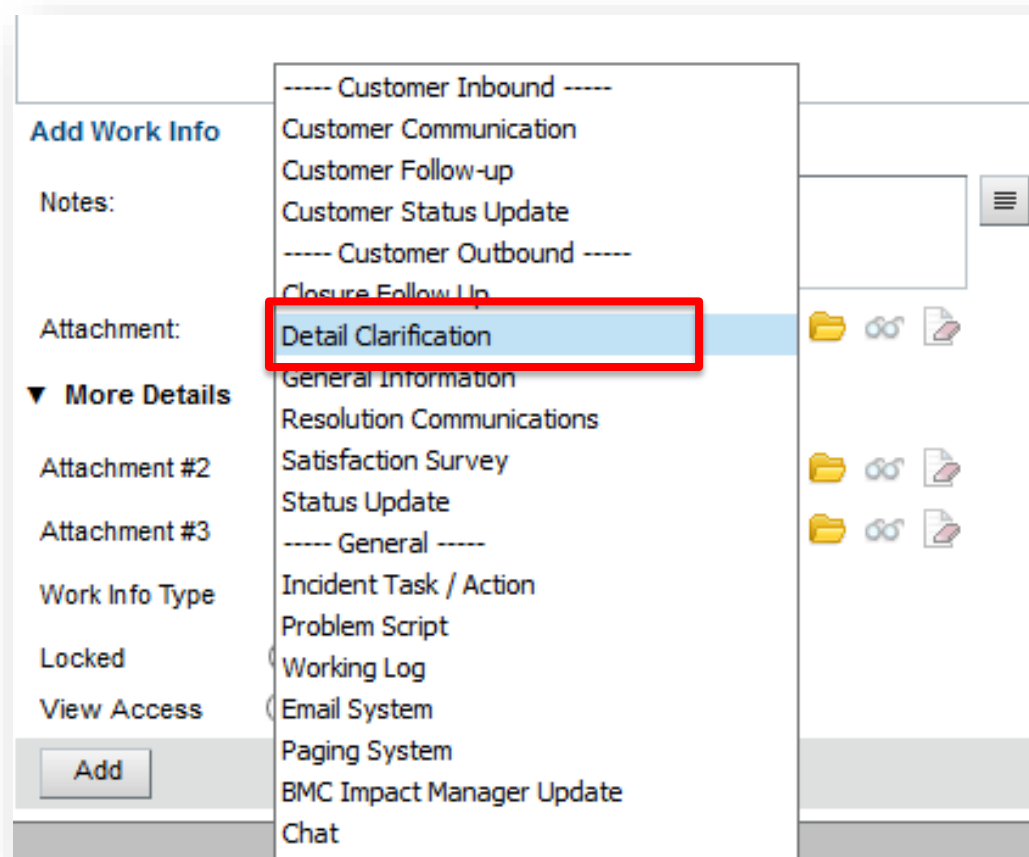 ----- Customer Inbound -----
Customer Communication
Customer Follow-up
Customer Status Update
----- Customer Outbound -----
Closure Follow Up
Detail Clarification
General Information
Resolution Communications
Satisfaction Survey
Status Update
----- General -----
Incident Task / Action
Problem Script
Working Log
Email System
Paging System
BMC Impact Manager Update
Chat
Add Work Info
Notes:
Attachment:
▼ More Details
Attachment #2
Attachment #3
Work Info Type
Locked
View Access
Add